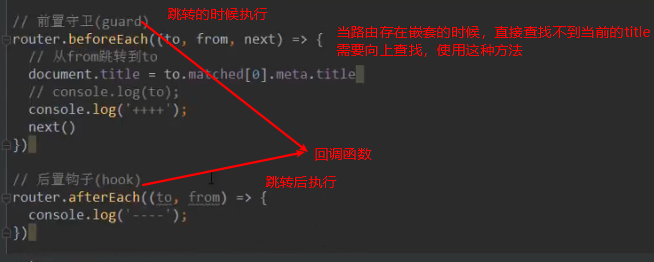 // 前置守卫(guard)
跳转的时候执行
router.beforeEach((to, from, next) => {
当路由存在嵌套的时候，直接查找不到当前的title
需要向上查找，使用这种方法
// 从from跳转到to
document.title = to.matched[0].meta.title
// console.log(to);
console.log('++++');
next()
})
回调函数
// 后置钩子(hook)
跳转后执行
router.afterEach((to, from) => {
console.log('----');
})